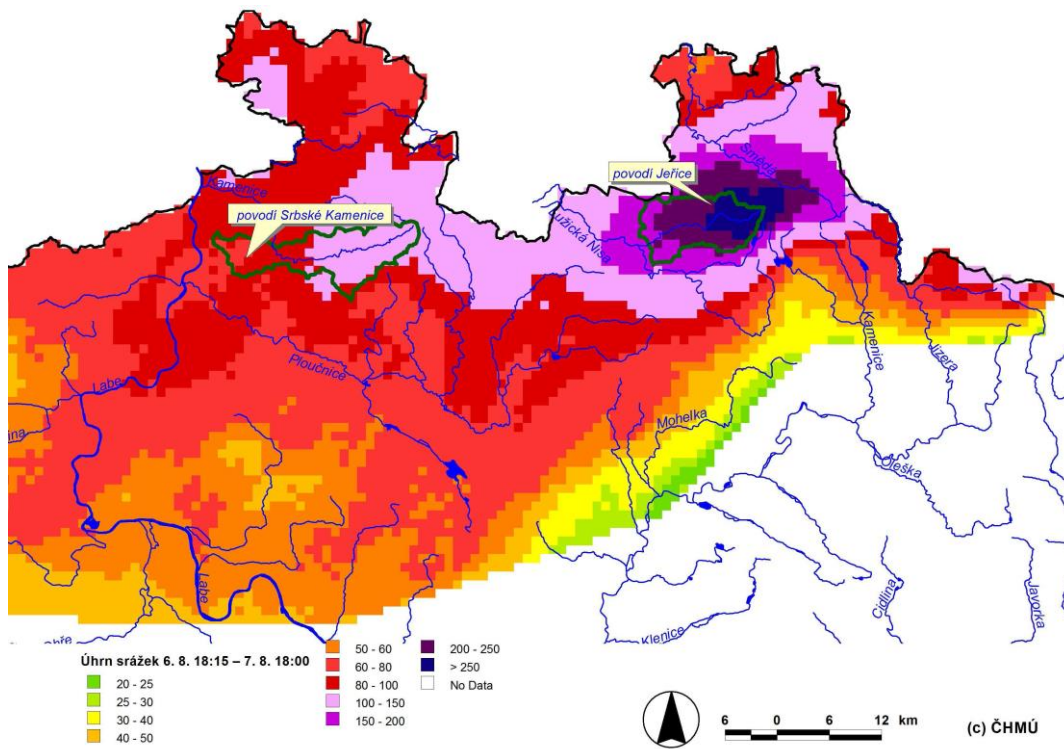 Smědá
povodí Jeřice
Kamenice
povodí Srbské Kamenice
Lužická Nisa
Kamenice
Jizera
Ploučnice
Labe
ina
Mohelka
Oleška
Labe
Cidlina
Javorka
Klenice
ohře
Úhrn srážek 6. 8. 18:15 – 7. 8. 18:00
20 - 25
25 - 30
30 - 40
40 - 50
50 - 60
60 - 80
80 - 100
100 - 150
150 - 200
200 - 250
> 250
No Data
6 0 6 12 km
(c) ČHMÚ